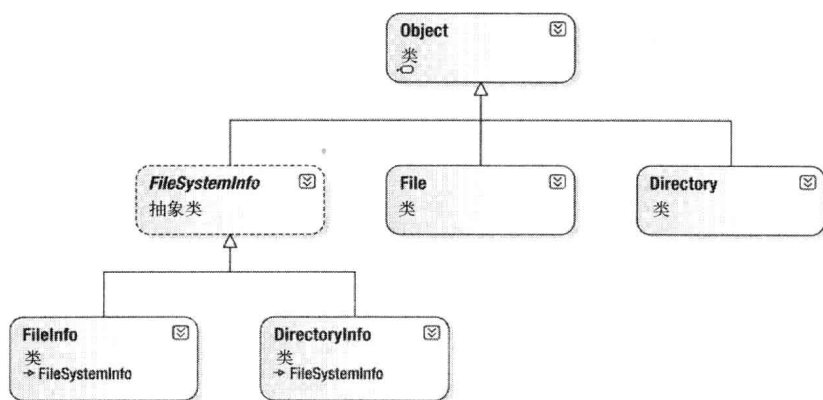 Object
类
FileSystemInfo
抽象类
File
类
Directory
类
FileInfo
类
FileSystemInfo
DirectoryInfo
类
FileSystemInfo